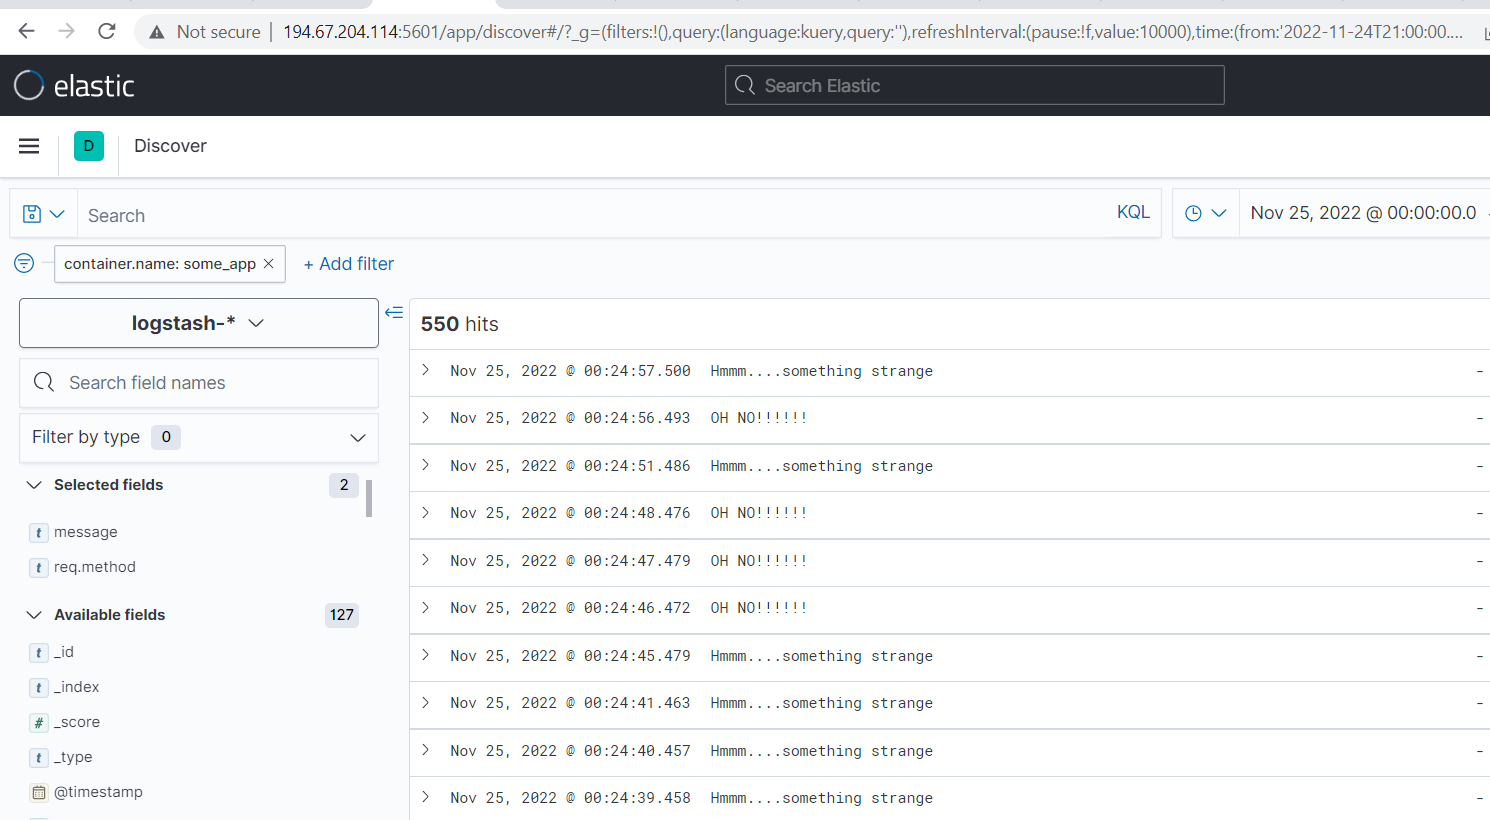 Not secure | 194.67.204.114:5601/app/discover#/?_g=(filters:!(),query:(language:kuery,query:''),refreshInterval:(pause:!f,value:10000),time:(from:'2022-11-24T21:00:00....
elastic
Search Elastic
D Discover
Search KQL Nov 25, 2022 @ 00:00:00.0
container.name: some_app × + Add filter
logstash-*
550 hits
Search field names
Filter by type 0
Selected fields 2
t message
t req.method
Available fields 127
t _id
t _index
# _score
t _type
@timestamp
Nov 25, 2022 @ 00:24:57.500 Hmmm....something strange -
Nov 25, 2022 @ 00:24:56.493 OH NO!!!!!! -
Nov 25, 2022 @ 00:24:51.486 Hmmm....something strange -
Nov 25, 2022 @ 00:24:48.476 OH NO!!!!!! -
Nov 25, 2022 @ 00:24:47.479 OH NO!!!!!! -
Nov 25, 2022 @ 00:24:46.472 OH NO!!!!!! -
Nov 25, 2022 @ 00:24:45.479 Hmmm....something strange -
Nov 25, 2022 @ 00:24:41.463 Hmmm....something strange -
Nov 25, 2022 @ 00:24:40.457 Hmmm....something strange -
Nov 25, 2022 @ 00:24:39.458 Hmmm....something strange -